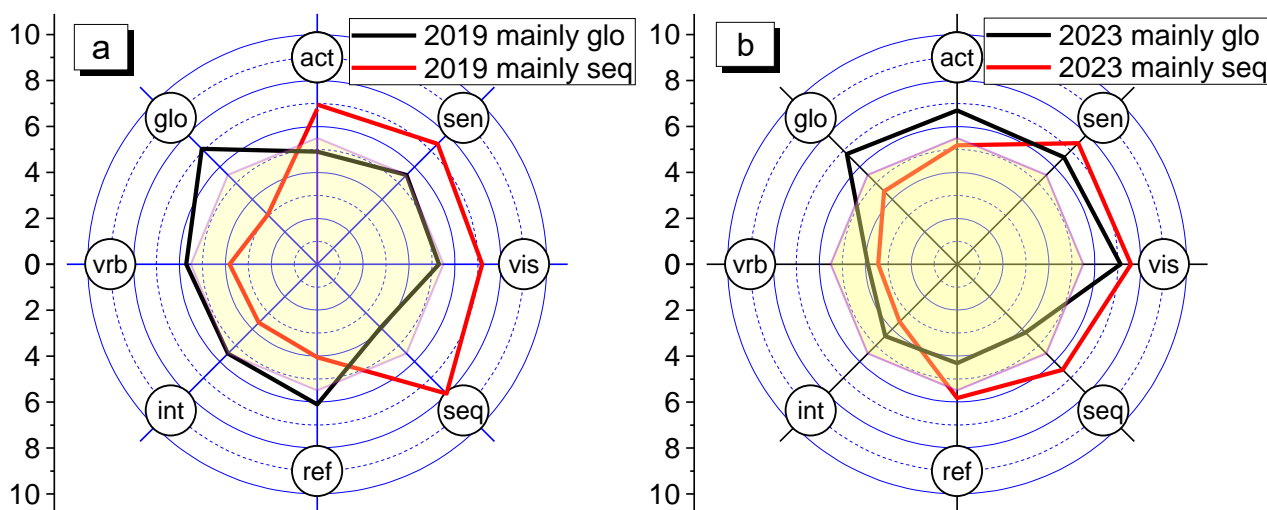 a
2019 mainly glo
2019 mainly seq
act
sen
vis
seq
ref
int
vrb
glo
10
8
6
4
2
0
2
4
6
8
10
b
2023 mainly glo
2023 mainly seq
act
sen
vis
seq
ref
int
vrb
glo
10
8
6
4
2
0
2
4
6
8
10